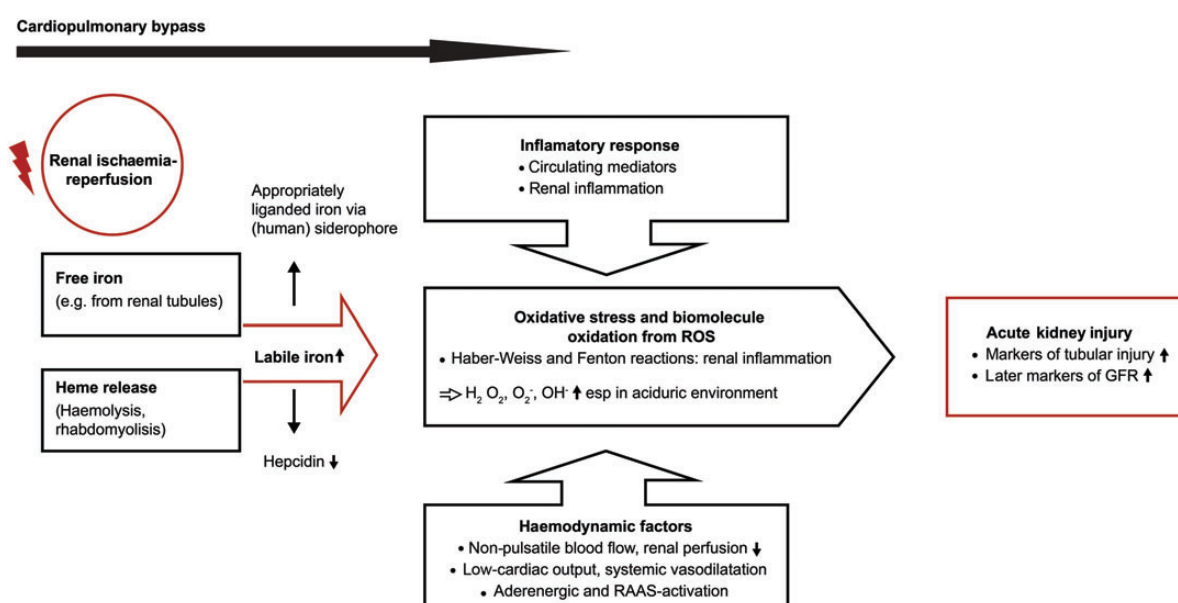 Cardiopulmonary bypass
Renal ischaemia-
reperfusion
Appropriately
liganded iron via
(human) siderophore
Free iron
(e.g. from renal tubules)
Labile iron ↑
Heme release
(Haemolysis,
rhabdomyolisis)
Hepcidin ↓
Inflamatory response
• Circulating mediators
• Renal inflammation
Oxidative stress and biomolecule
oxidation from ROS
• Haber-Weiss and Fenton reactions: renal inflammation
⇒ H₂ O₂, O₂⁻, OH⁻ ↑ esp in aciduric environment
Haemodynamic factors
• Non-pulsatile blood flow, renal perfusion ↓
• Low-cardiac output, systemic vasodilatation
• Aderenergic and RAAS-activation
Acute kidney injury
• Markers of tubular injury ↑
• Later markers of GFR ↑